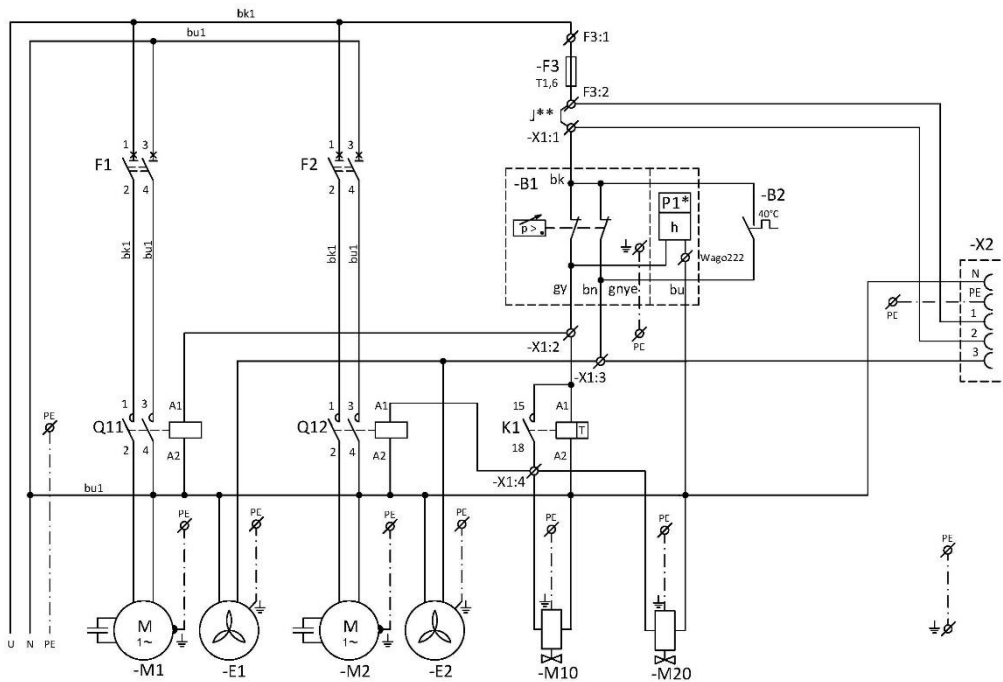 bk1
bu1
F3:1
-F3
T1,6
F3:2
J**
-X1:1
1 3
F1
2 4
1 3
F2
2 4
bk
-B1
p >
P1*
h
-B2
40°C
Wago222
-X2
N
PE
1
2
3
PE
bk1
bu1
bk1
bu1
gy
bn
gnye
bu
PE
-X1:2
-X1:3
PE
1 3
A1
Q11
2 4
A2
1 3
A1
Q12
2 4
A2
15
A1
K1
T
18
A2
-X1:4
bu1
PE
PE
PE
PE
PE
PE
PE
U N PE
M
1~
-M1
-E1
M
1~
-M2
-E2
-M10
-M20